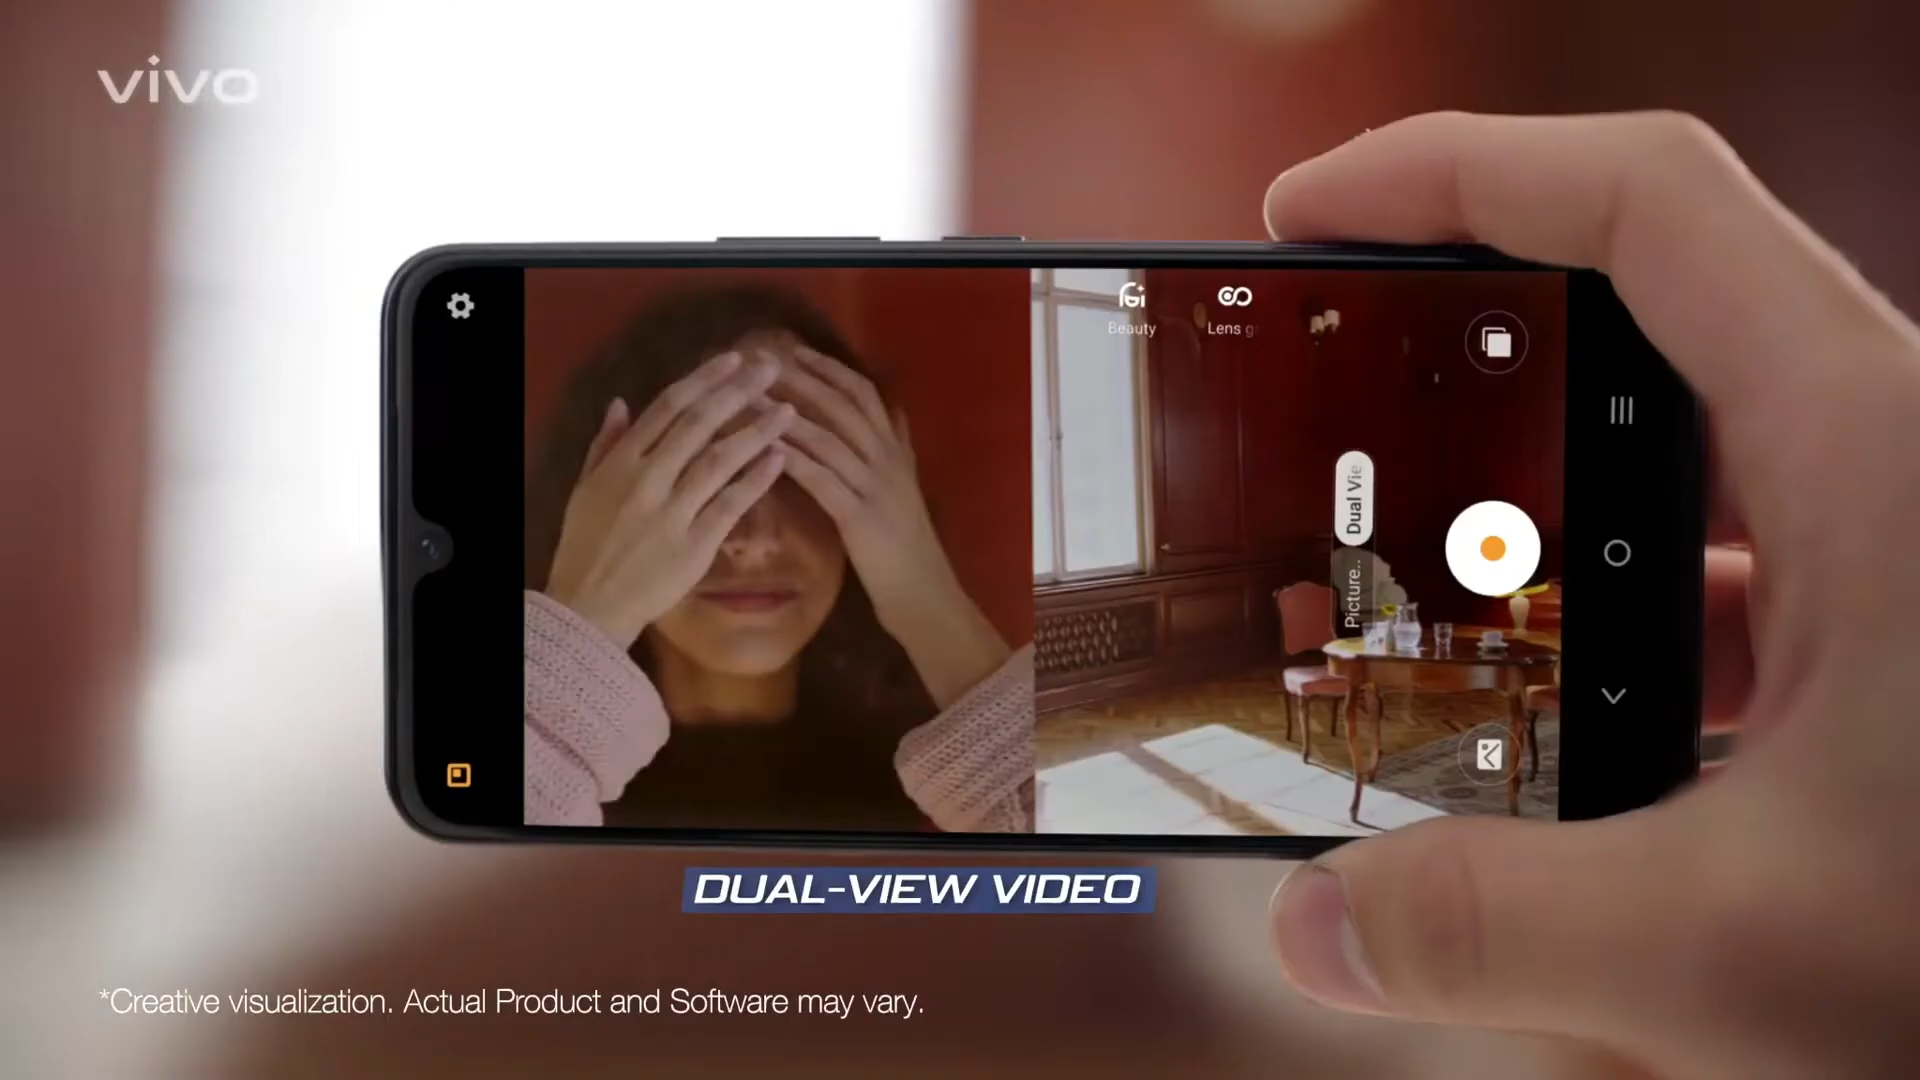 vivo
Beauty
Lens g
Dual Vie
Picture..
DUAL-VIEW VIDEO
*Creative visualization. Actual Product and Software may vary.